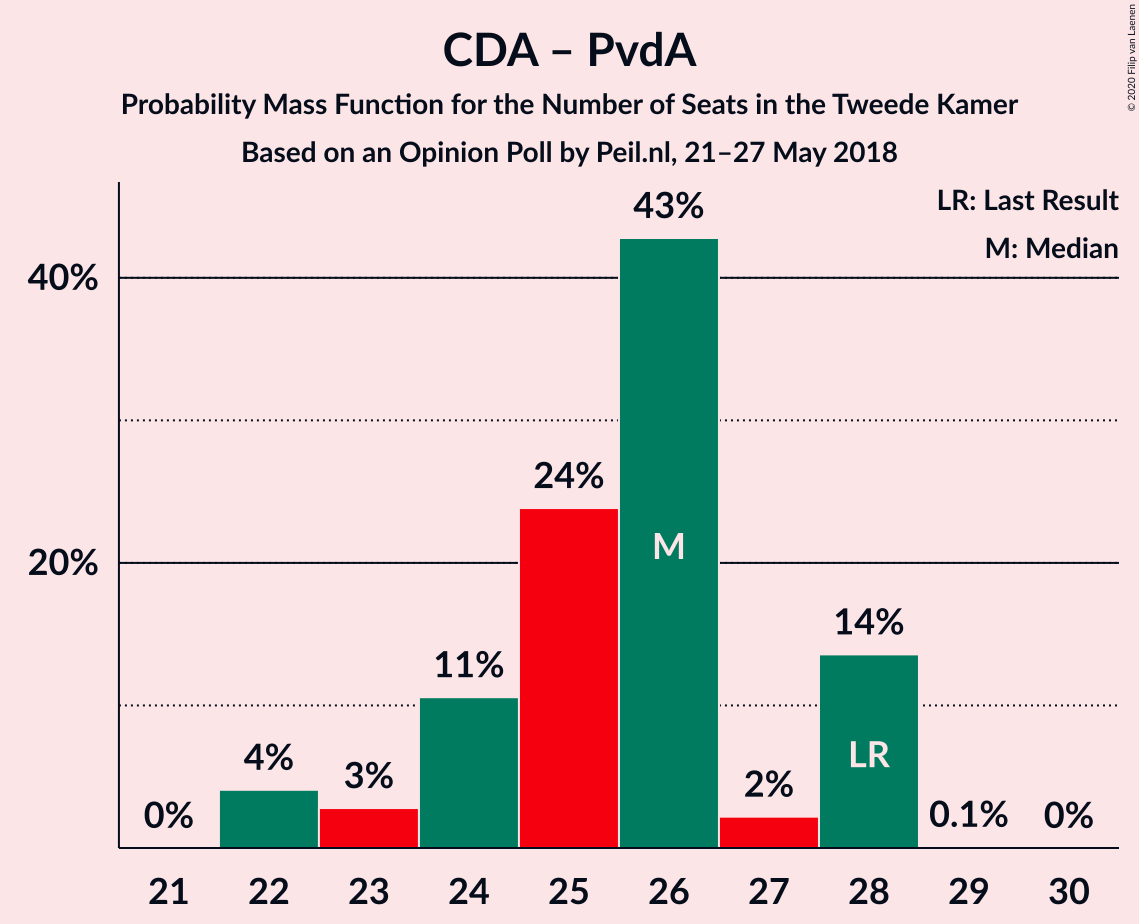 CDA – PvdA
Probability Mass Function for the Number of Seats in the Tweede Kamer
Based on an Opinion Poll by Peil.nl, 21–27 May 2018
© 2020 Filip van Laenen
LR: Last Result
M: Median
40%
20%
0%
4%
3%
11%
24%
43%
M
2%
14%
LR
0.1%
0%
21 22 23 24 25 26 27 28 29 30